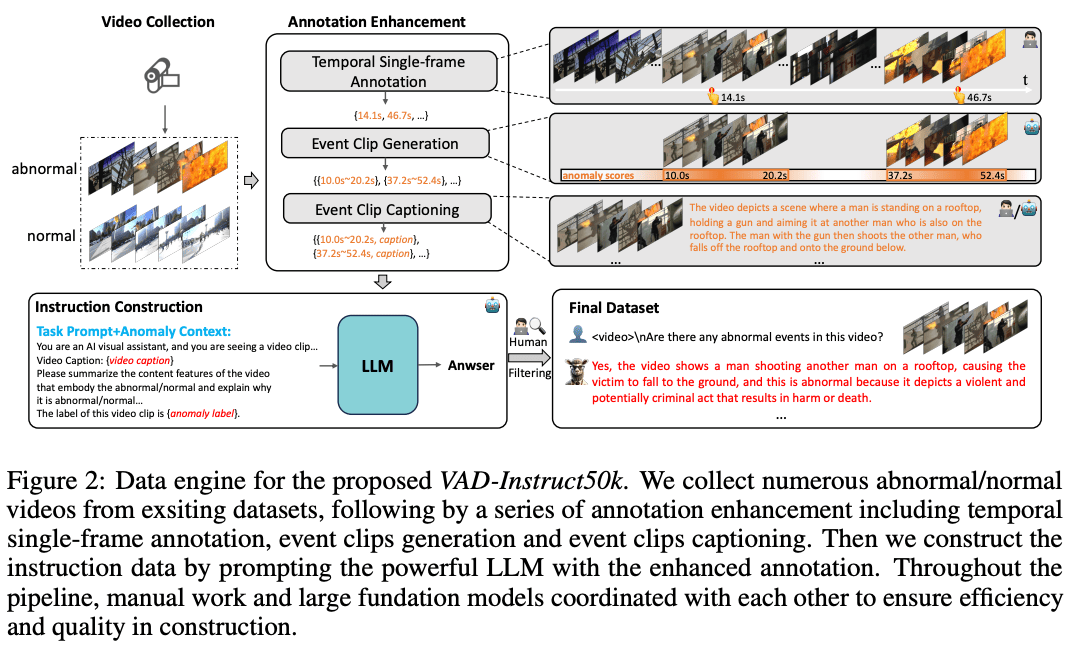 Video Collection
abnormal
normal
Annotation Enhancement
Temporal Single-frame
Annotation
{14.1s, 46.7s, …}
Event Clip Generation
{{10.0s~20.2s}, {37.2s~52.4s}, …}
Event Clip Captioning
{{10.0s~20.2s, caption},
{37.2s~52.4s, caption}, …}
...
...
t
14.1s
46.7s
anomaly scores
10.0s
20.2s
37.2s
52.4s
The video depicts a scene where a man is standing on a rooftop,
holding a gun and aiming it at another man who is also on the
rooftop. The man with the gun then shoots the other man, who
falls off the rooftop and onto the ground below.
/
...
...
Instruction Construction
Task Prompt+Anomaly Context:
You are an AI visual assistant, and you are seeing a video clip…
Video Caption: {video caption}
Please summarize the content features of the video
that embody the abnormal/normal and explain why
it is abnormal/normal…
The label of this video clip is {anomaly label}.
LLM
Anwser
Human
Filtering
Final Dataset
<video>\nAre there any abnormal events in this video?
Yes, the video shows a man shooting another man on a rooftop, causing the
victim to fall to the ground, and this is abnormal because it depicts a violent and
potentially criminal act that results in harm or death.
...
Figure 2: Data engine for the proposed VAD-Instruct50k. We collect numerous abnormal/normal
videos from exsiting datasets, following by a series of annotation enhancement including temporal
single-frame annotation, event clips generation and event clips captioning. Then we construct the
instruction data by prompting the powerful LLM with the enhanced annotation. Throughout the
pipeline, manual work and large fundation models coordinated with each other to ensure efficiency
and quality in construction.